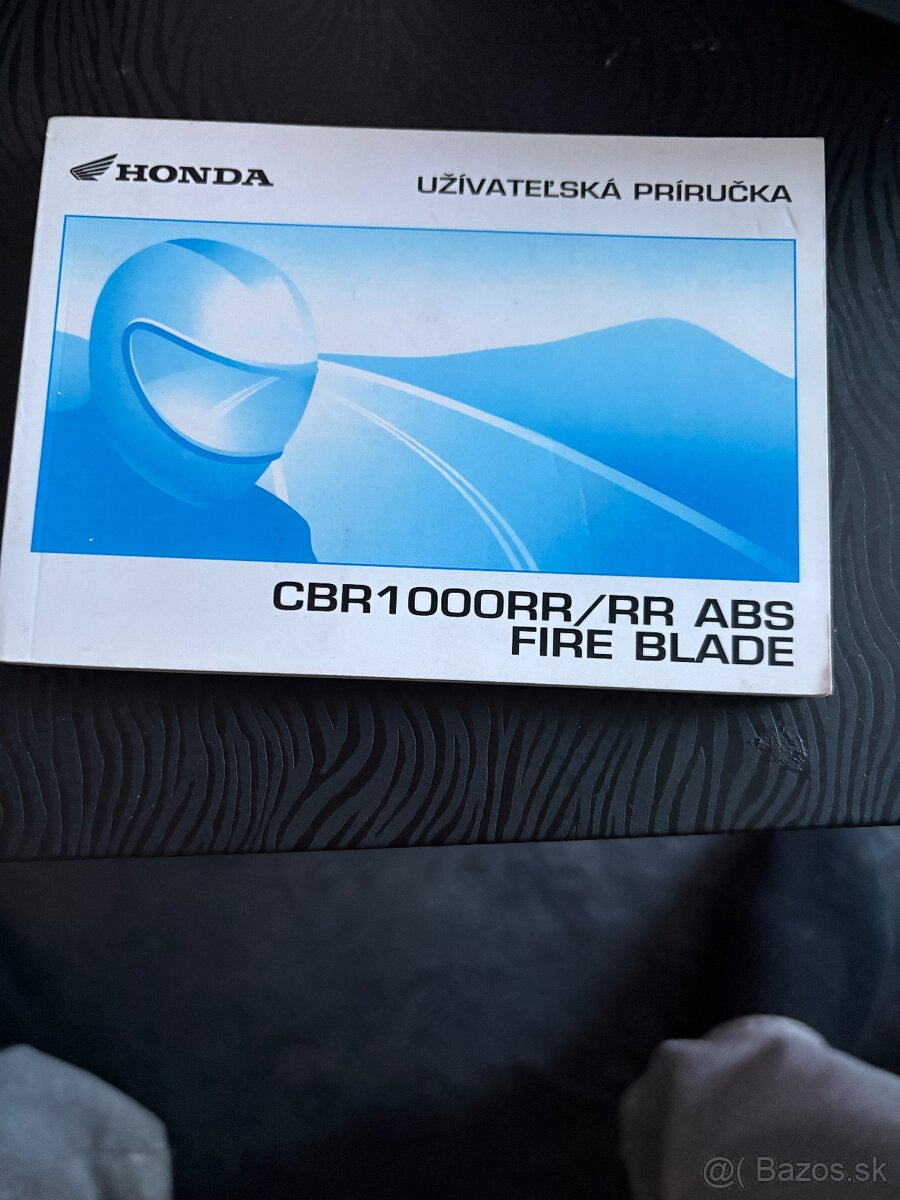 HONDA
UŽÍVATEĽSKÁ PRÍRUČKA
CBR1000RR/RR ABS
FIRE BLADE
@( Bazos.sk